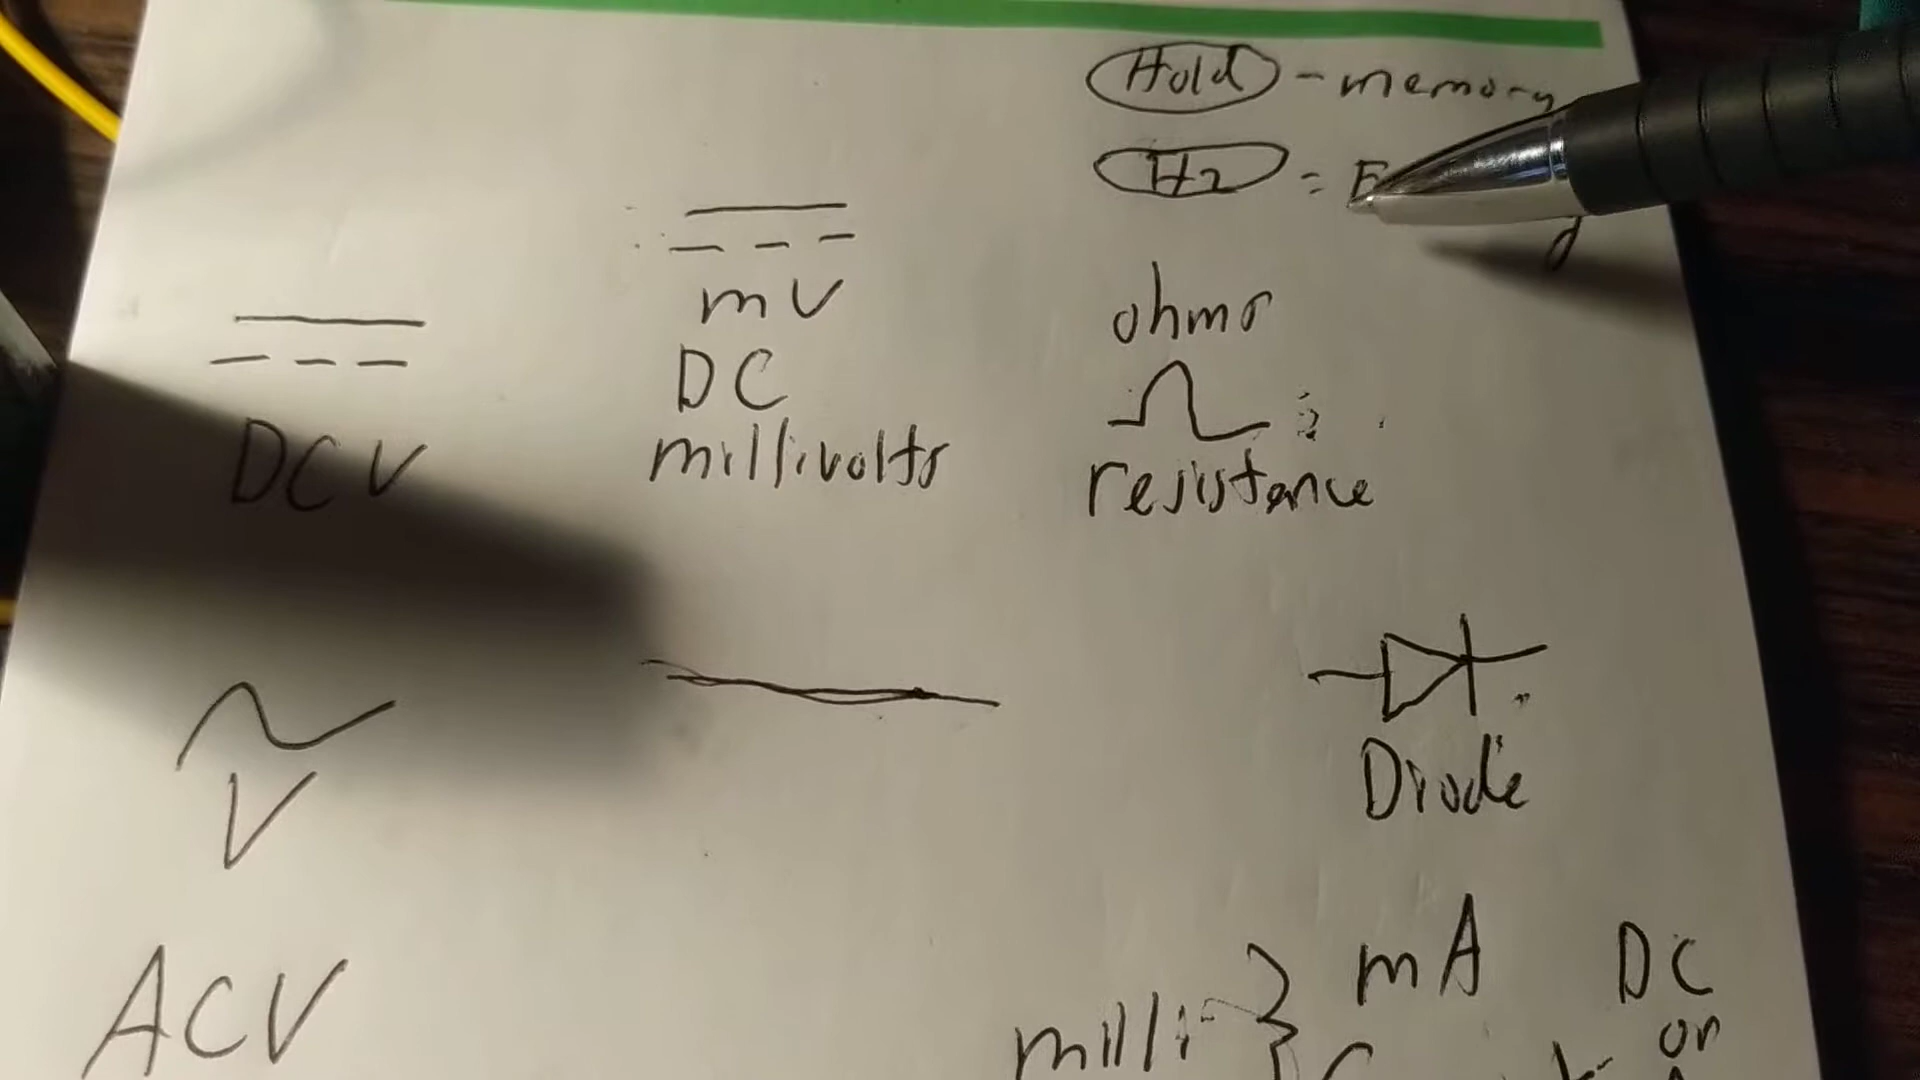 Hold - memory
Hz =
mV
DC
millivolts
ohms
resistance
DCV
Diode
V
ACV
mA DC
milli- or